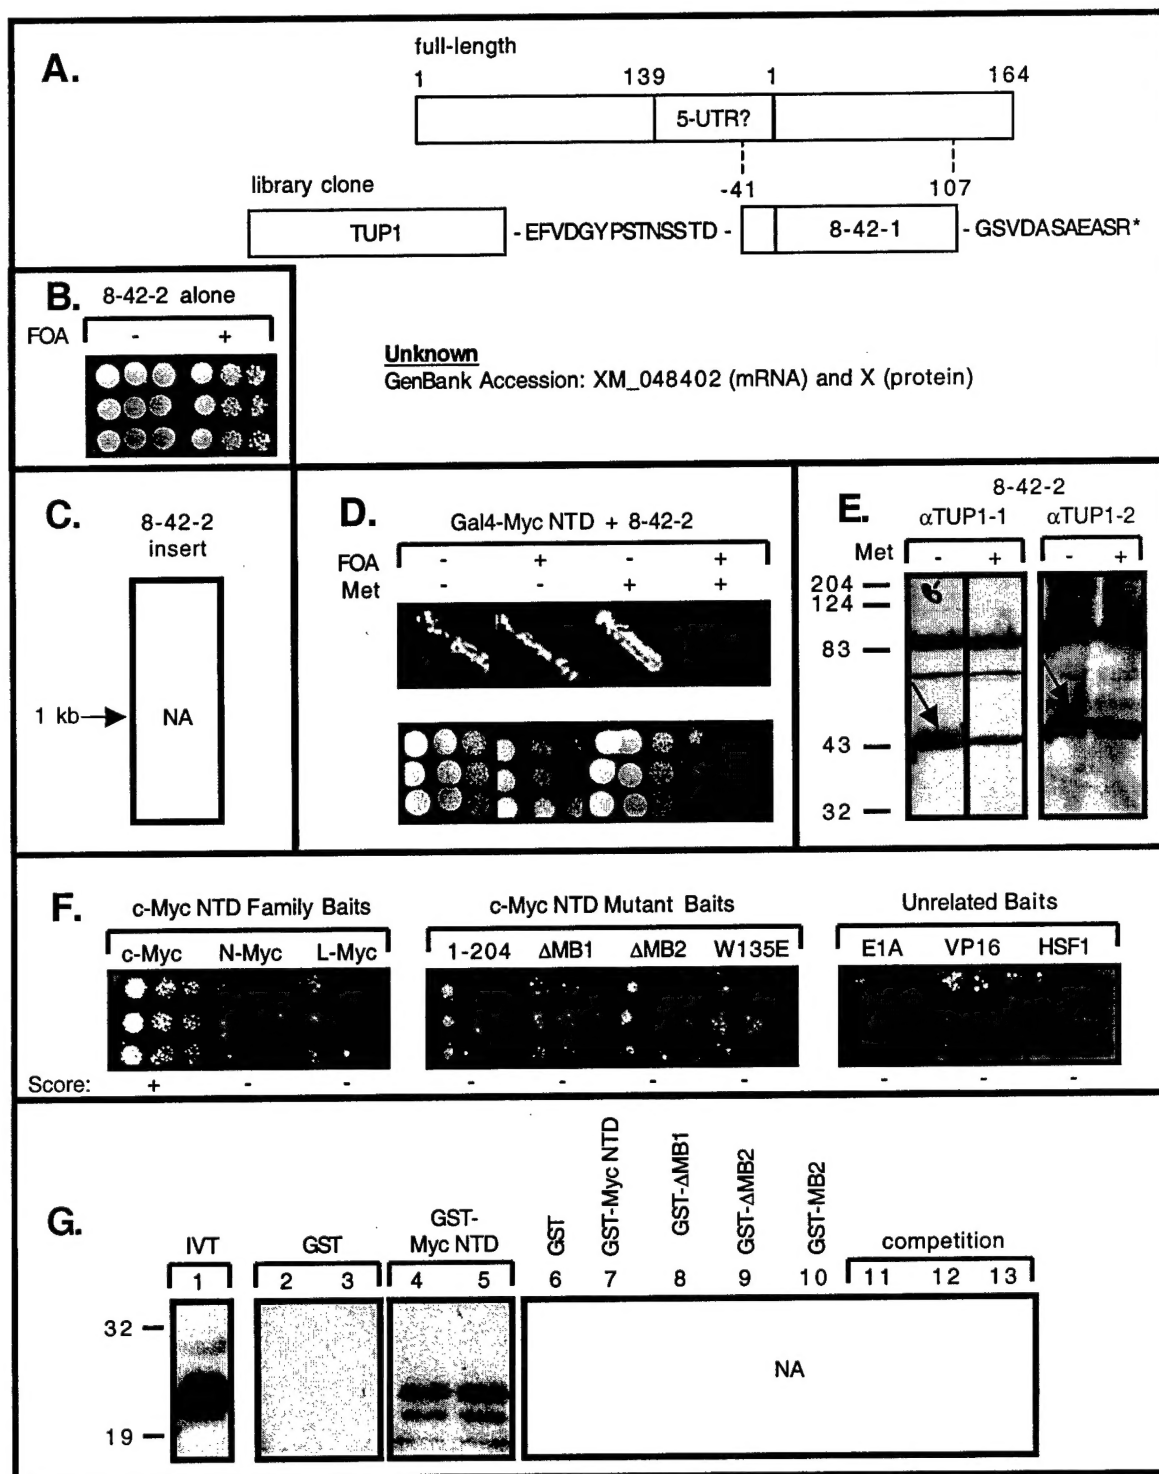 A.
full-length
1 139 1 164
5-UTR?
library clone
-41 107
TUP1 - EFVDGYPSTNSSTD - 8-42-1 - GSVDASAEASR*
B. 8-42-2 alone
FOA - +
Unknown
GenBank Accession: XM_048402 (mRNA) and X (protein)
C.
8-42-2
insert
1 kb
NA
D.
Gal4-Myc NTD + 8-42-2
FOA - + - +
Met - - + +
E.
8-42-2
αTUP1-1 αTUP1-2
Met - + - +
204
124
83
43
32
F.
c-Myc NTD Family Baits c-Myc NTD Mutant Baits Unrelated Baits
c-Myc N-Myc L-Myc 1-204 ΔMB1 ΔMB2 W135E E1A VP16 HSF1
Score: + - - - - - - - - -
G.
IVT GST GST-
Myc NTD
GST
GST-Myc NTD
GST-ΔMB1
GST-ΔMB2
GST-MB2
competition
1 2 3 4 5 6 7 8 9 10 11 12 13
32
19
NA